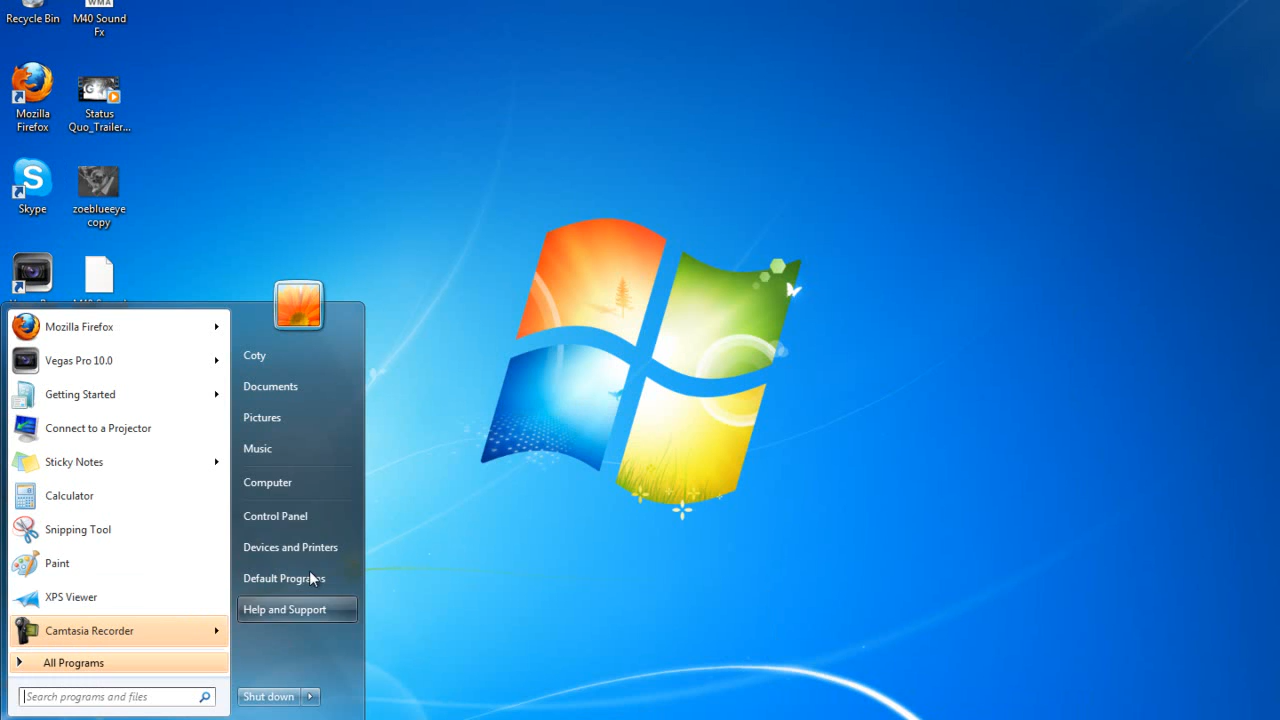 Recycle Bin
M40 Sound
Fx
WMA
Mozilla
Firefox
Status
Quo_Trailer...
Skype
zoeblueeye
copy
Mozilla Firefox
Vegas Pro 10.0
Getting Started
Connect to a Projector
Sticky Notes
Calculator
Snipping Tool
Paint
XPS Viewer
Camtasia Recorder
All Programs
Search programs and files
Coty
Documents
Pictures
Music
Computer
Control Panel
Devices and Printers
Default Programs
Help and Support
Shut down